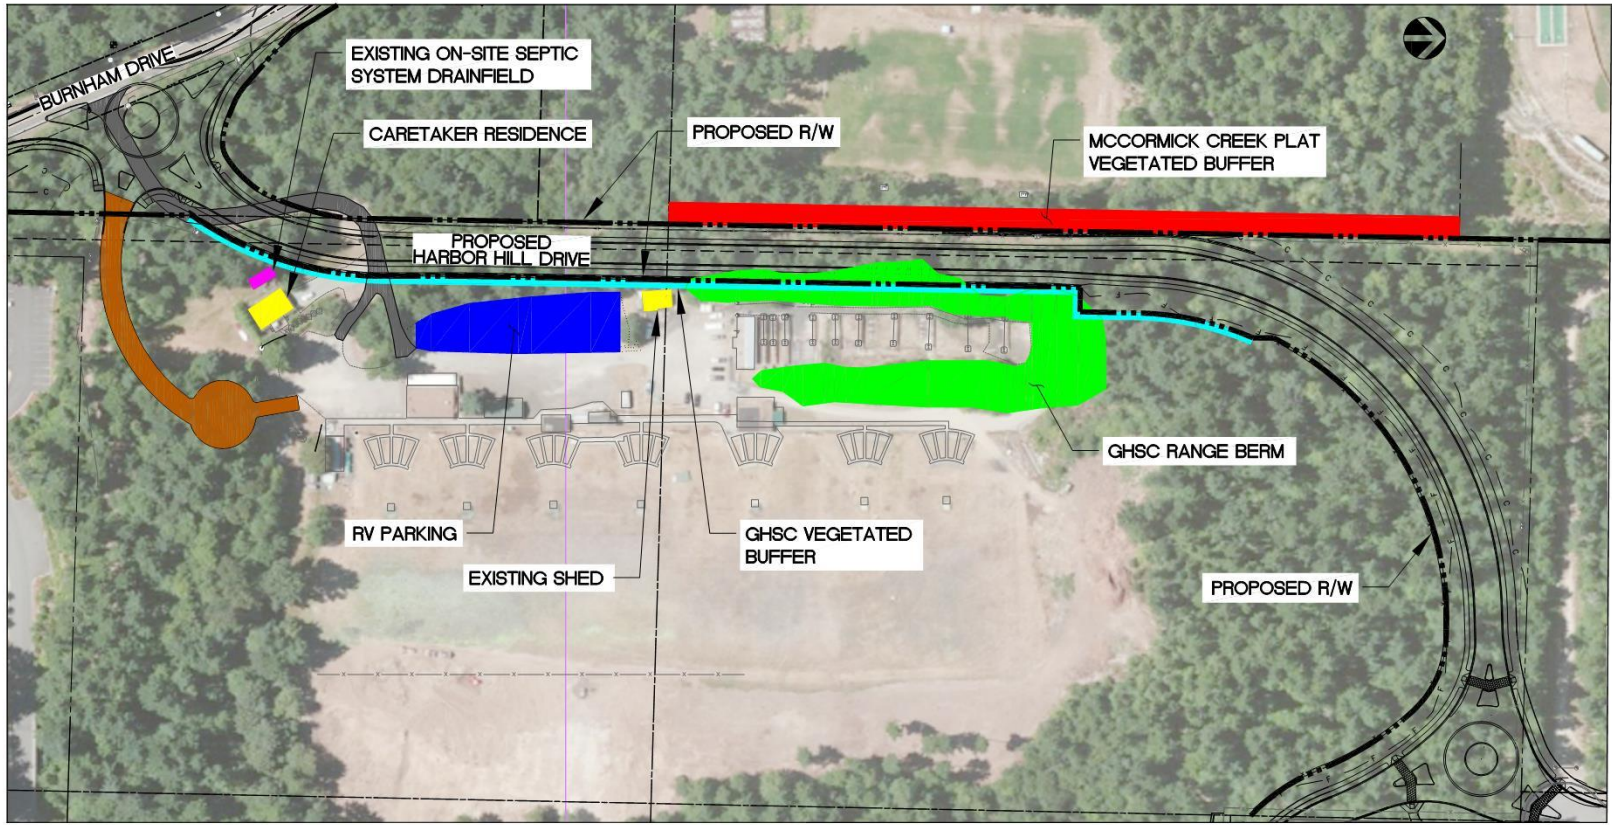 BURNHAM DRIVE
EXISTING ON-SITE SEPTIC
SYSTEM DRAINFIELD
CARETAKER RESIDENCE
PROPOSED R/W
MCCORMICK CREEK PLAT
VEGETATED BUFFER
PROPOSED
HARBOR HILL DRIVE
GHSC RANGE BERM
RV PARKING
GHSC VEGETATED
BUFFER
EXISTING SHED
PROPOSED R/W